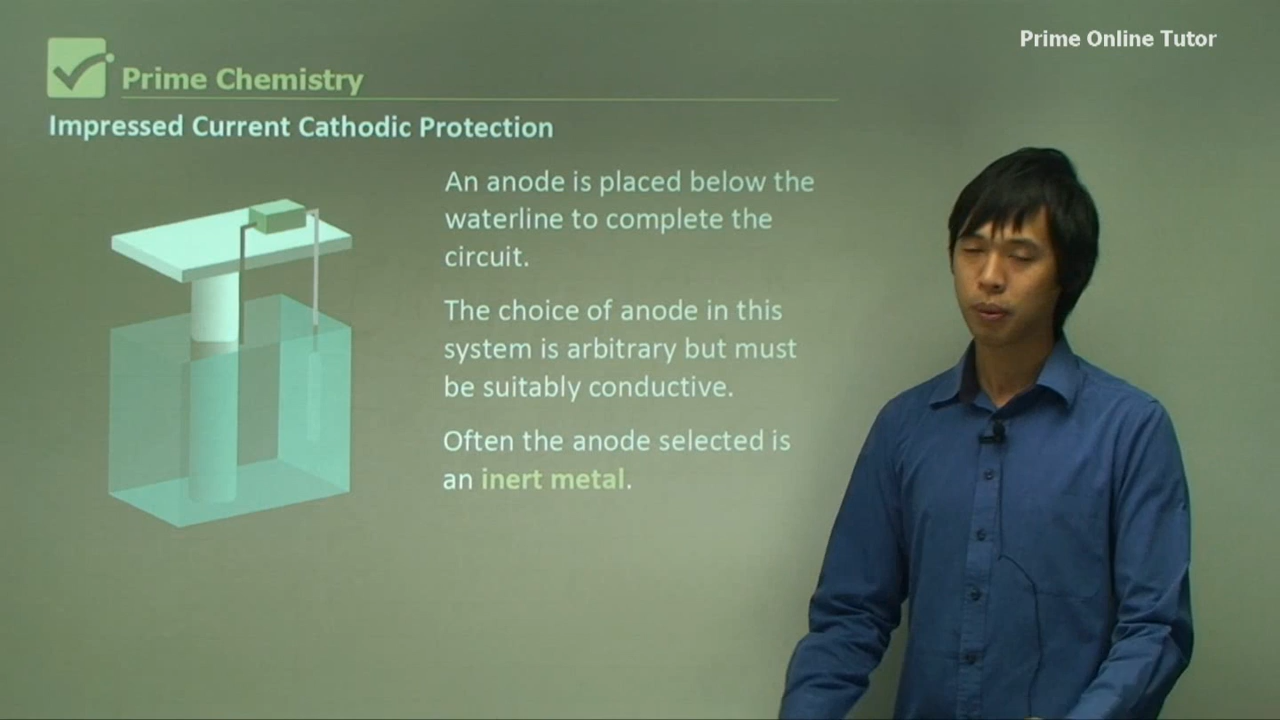 Prime Online Tutor
Prime Chemistry
Impressed Current Cathodic Protection
An anode is placed below the
waterline to complete the
circuit.
The choice of anode in this
system is arbitrary but must
be suitably conductive.
Often the anode selected is
an inert metal.